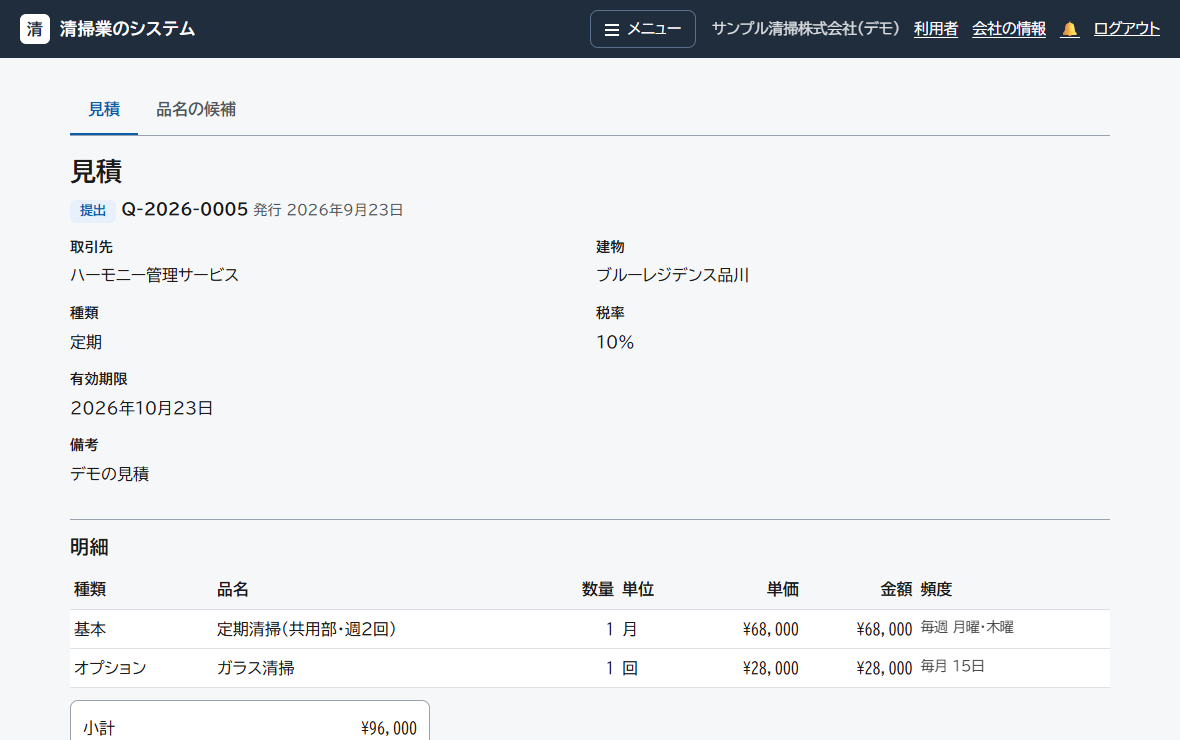 清 清掃業のシステム メニュー サンプル清掃株式会社(デモ) 利用者 会社の情報 🔔 ログアウト
見積 品名の候補
見積
提出 Q-2026-0005 発行 2026年9月23日
取引先 建物
ハーモニー管理サービス ブルーレジデンス品川
種類 税率
定期 10%
有効期限
2026年10月23日
備考
デモの見積
明細
種類 品名 数量 単位 単価 金額 頻度
基本 定期清掃(共用部・週2回) 1 月 ¥68,000 ¥68,000 毎週 月曜・木曜
オプション ガラス清掃 1 回 ¥28,000 ¥28,000 毎月 15日
小計 ¥96,000